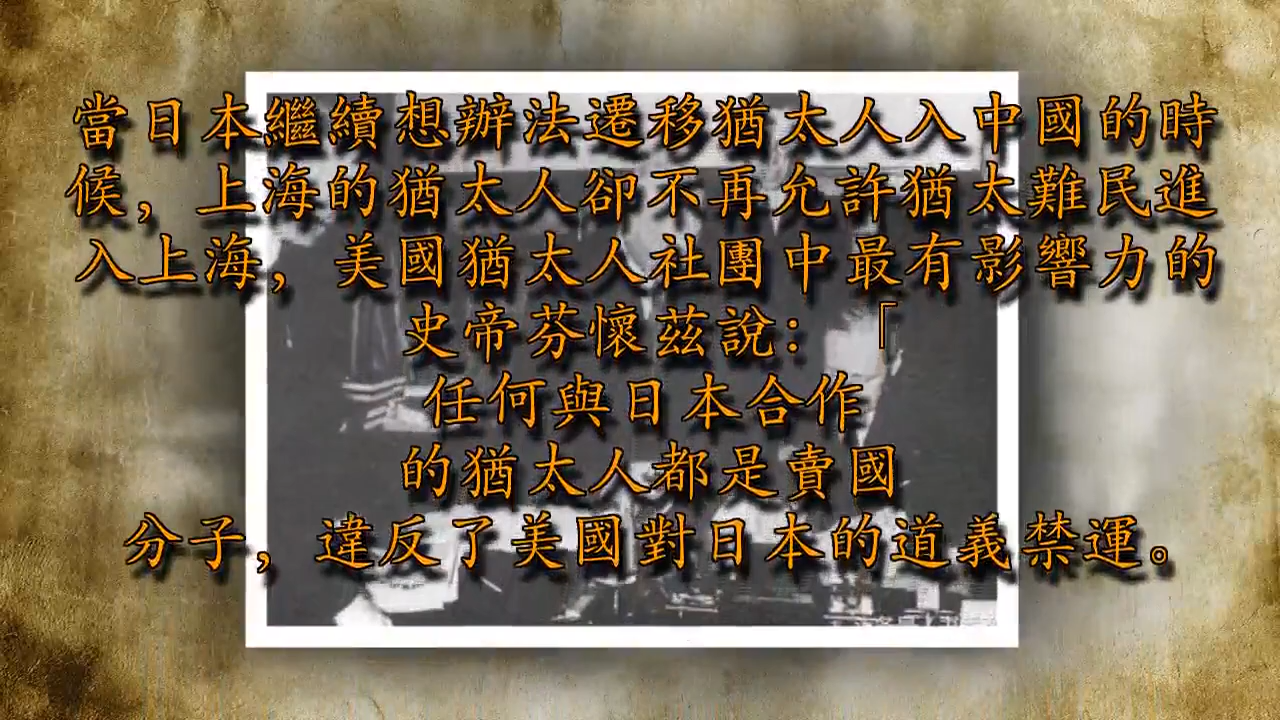 當日本繼續想辦法遷移猶太人入中國的時
候，上海的猶太人卻不再允許猶太難民進
入上海，美國猶太人社團中最有影響力的
史帝芬懷茲說：「
任何與日本合作
的猶太人都是賣國
分子，違反了美國對日本的道義禁運。